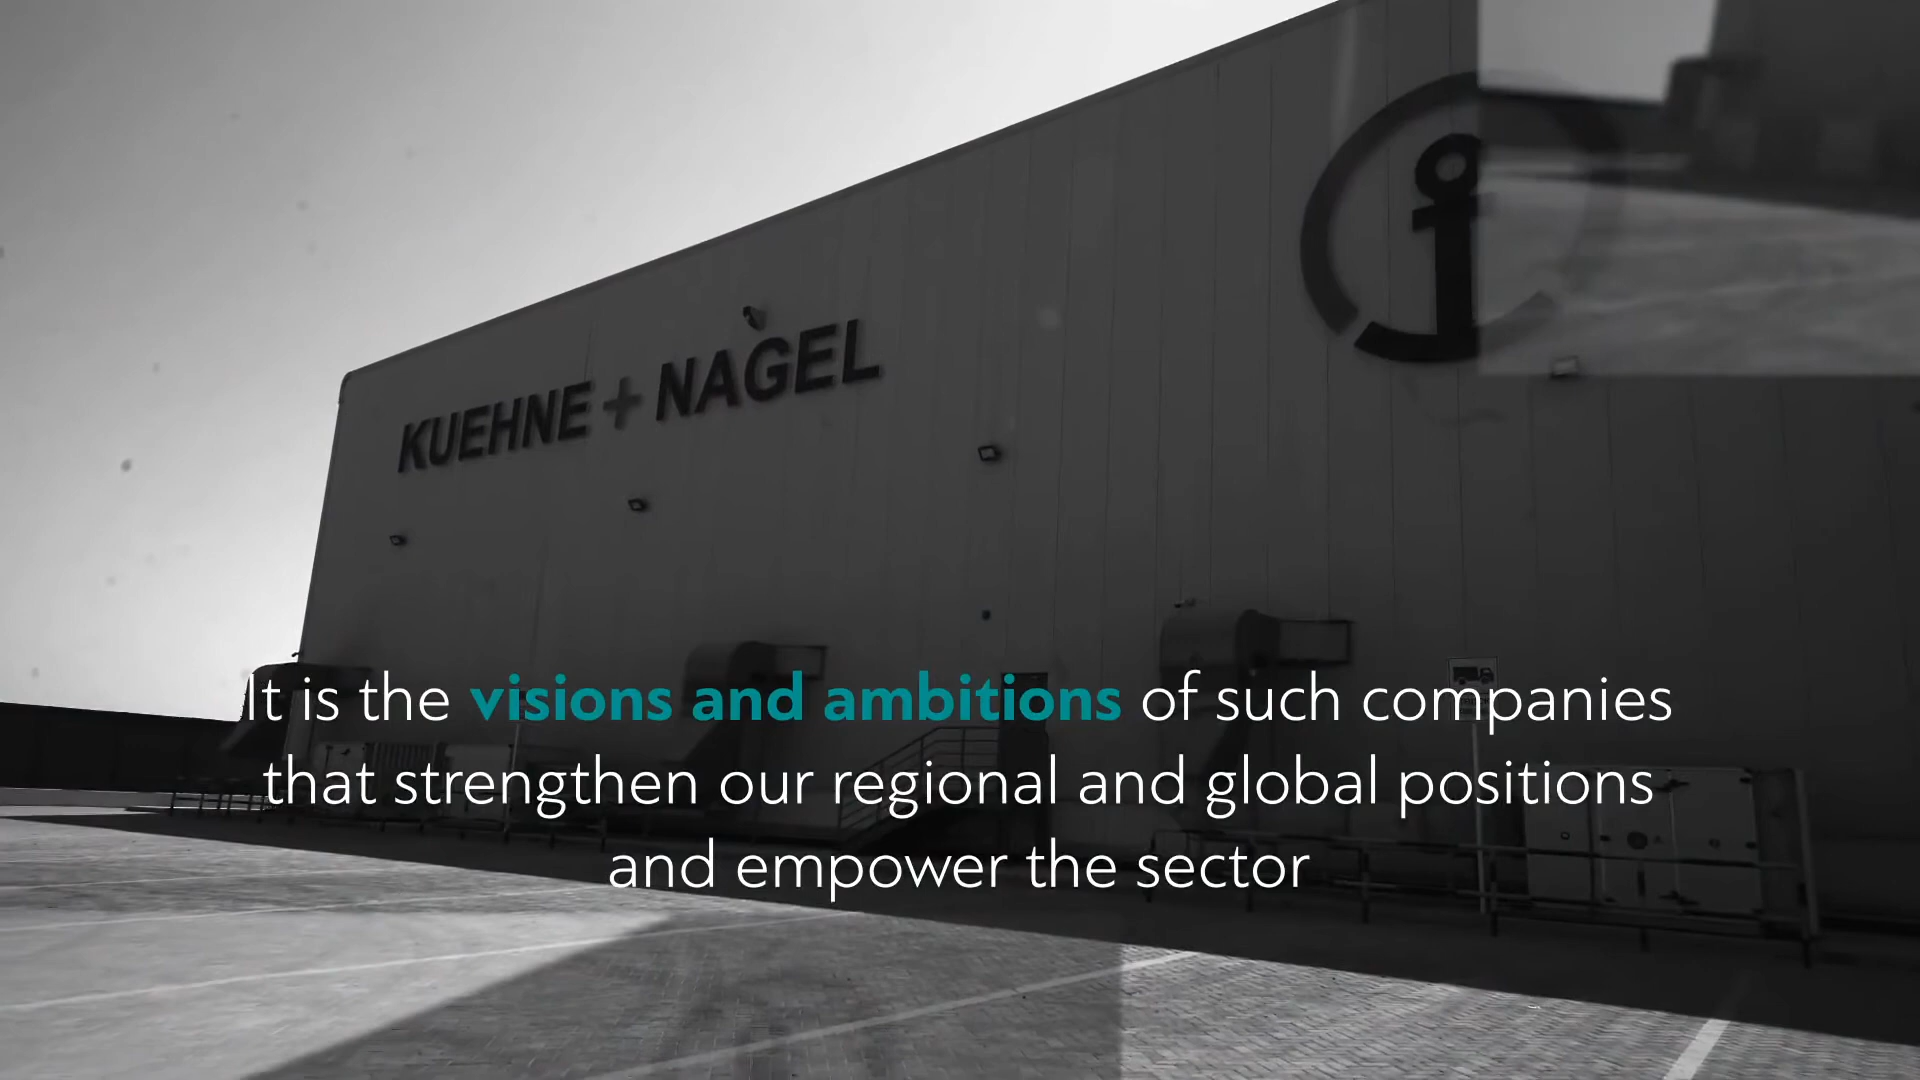 KUEHNE + NAGEL
It is the visions and ambitions of such companies
that strengthen our regional and global positions
and empower the sector